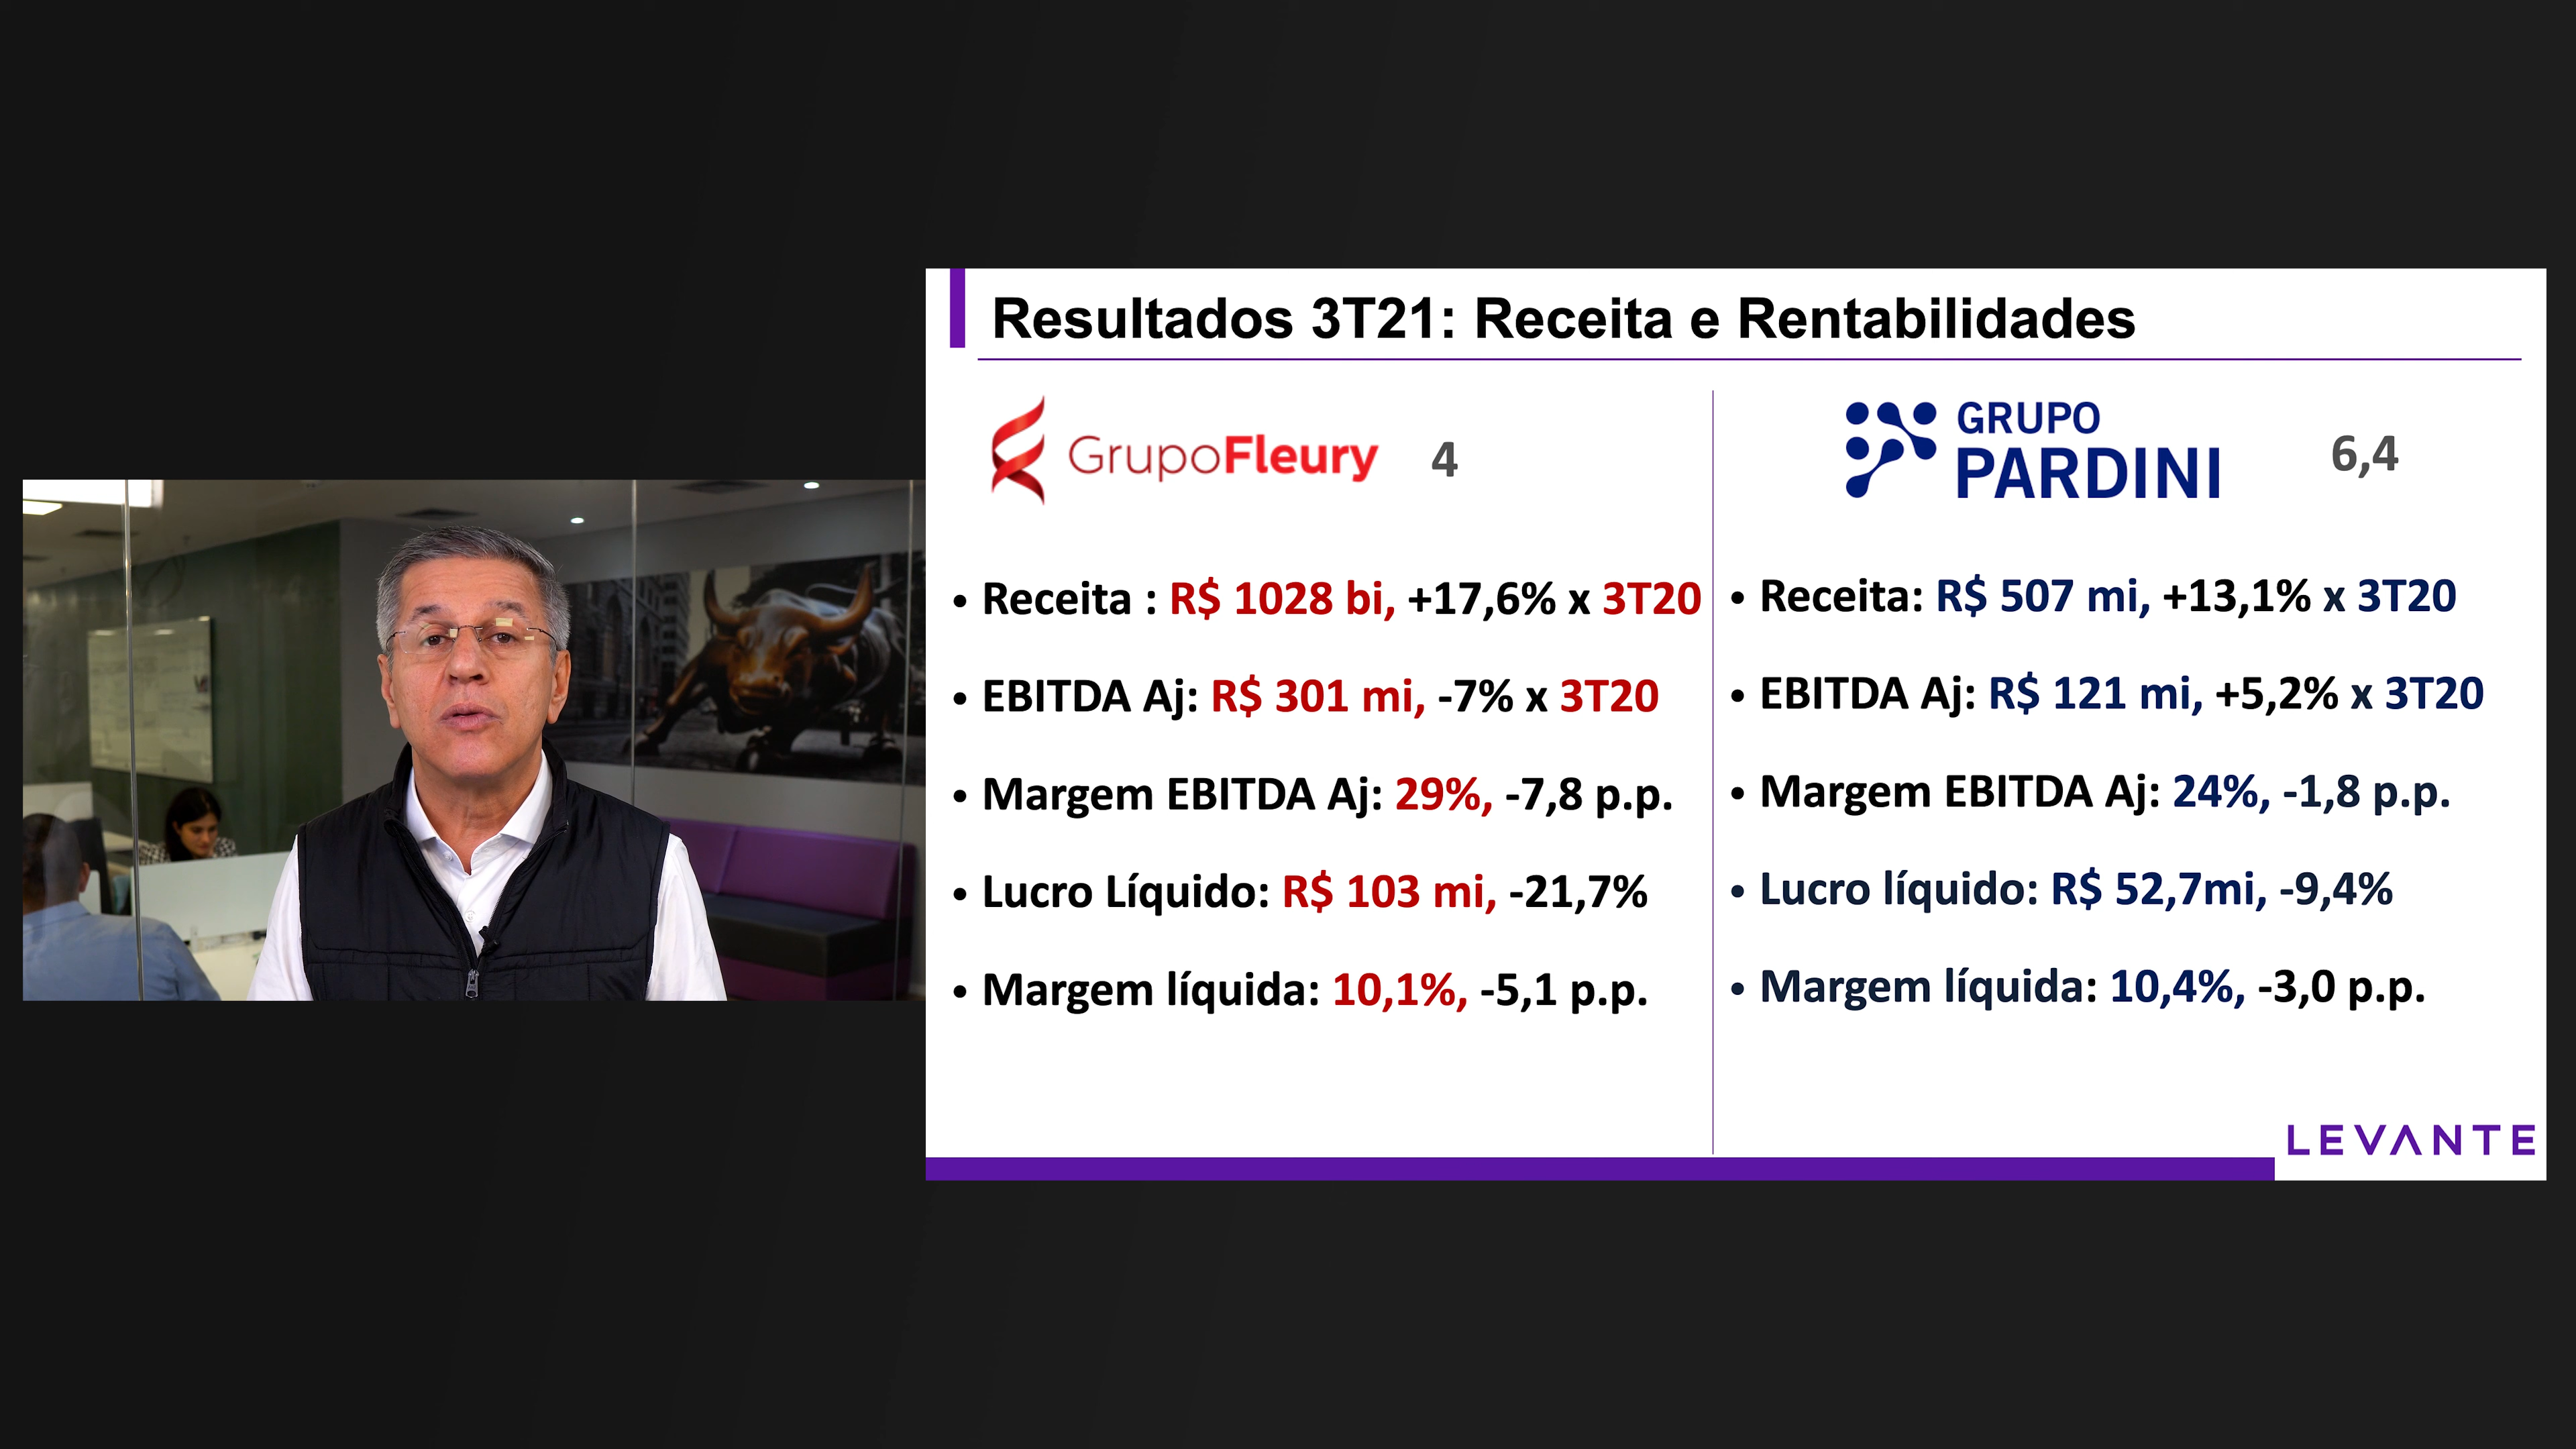 Resultados 3T21: Receita e Rentabilidades
GrupoFleury 4
• Receita : R$ 1028 bi, +17,6% x 3T20
• EBITDA Aj: R$ 301 mi, -7% x 3T20
• Margem EBITDA Aj: 29%, -7,8 p.p.
• Lucro Líquido: R$ 103 mi, -21,7%
• Margem líquida: 10,1%, -5,1 p.p.
GRUPO
PARDINI 6,4
• Receita: R$ 507 mi, +13,1% x 3T20
• EBITDA Aj: R$ 121 mi, +5,2% x 3T20
• Margem EBITDA Aj: 24%, -1,8 p.p.
• Lucro líquido: R$ 52,7mi, -9,4%
• Margem líquida: 10,4%, -3,0 p.p.
LEVANTE